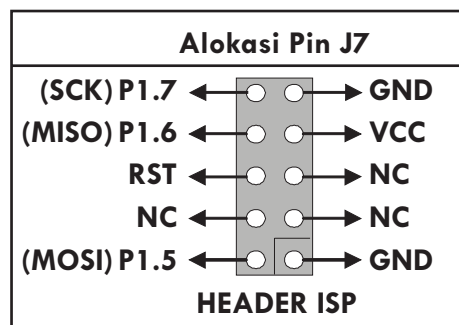 Alokasi Pin J7
(SCK) P1.7 GND
(MISO) P1.6 VCC
RST NC
NC NC
(MOSI) P1.5 GND
HEADER ISP